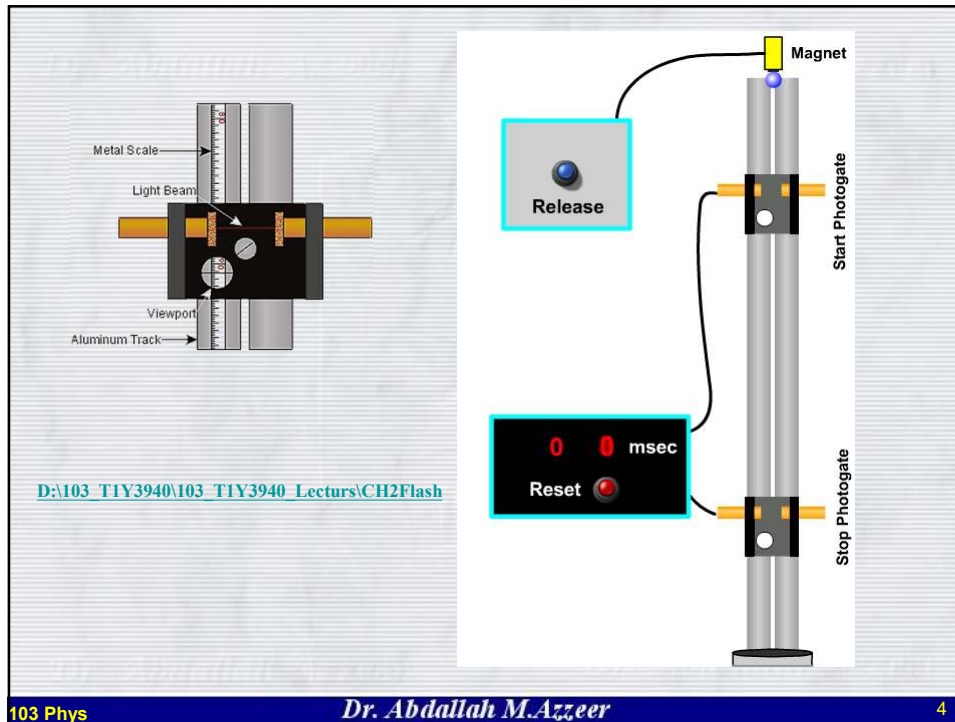 Metal Scale
Light Beam
Viewport
Aluminum Track
D:\103_T1Y3940\103_T1Y3940_Lecturs\CH2Flash
Magnet
Release
Start Photogate
0 0 msec
Reset
Stop Photogate
103 Phys
Dr. Abdallah M.Azzeer
4